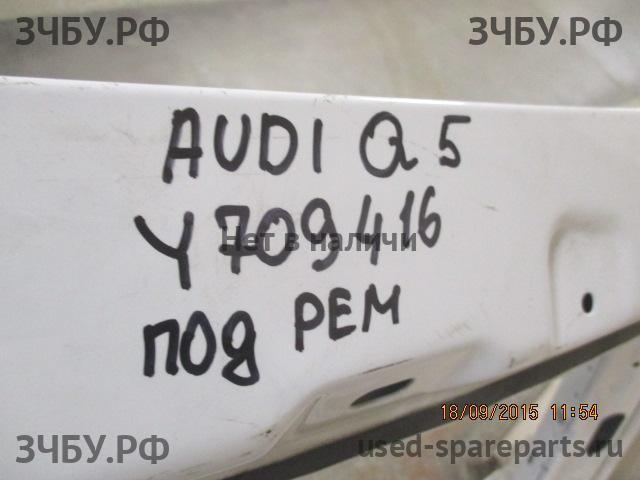 ЗЧБУ.РФ ЗЧБУ.РФ
AUDI Q5
У709416
Нет в наличии
под РЕМ
18/09/2015 11:54
ЗЧБУ.РФ used-spareparts.ru